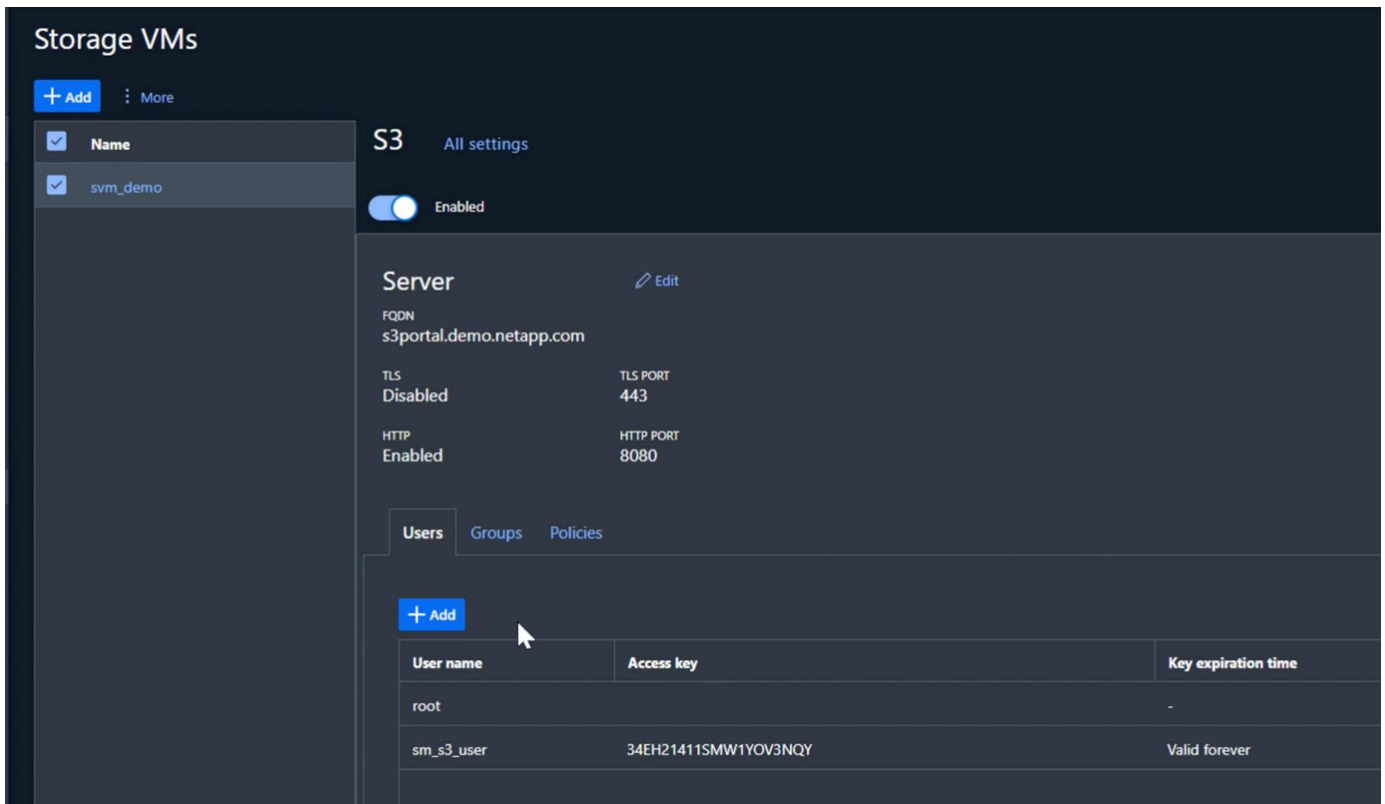 Storage VMs
+ Add
More
Name
svm_demo
S3 All settings
Enabled
Server Edit
FQDN
s3portal.demo.netapp.com
TLS TLS PORT
Disabled 443
HTTP HTTP PORT
Enabled 8080
Users Groups Policies
+ Add
User name Access key Key expiration time
root -
sm_s3_user 34EH21411SMW1YOV3NQY Valid forever